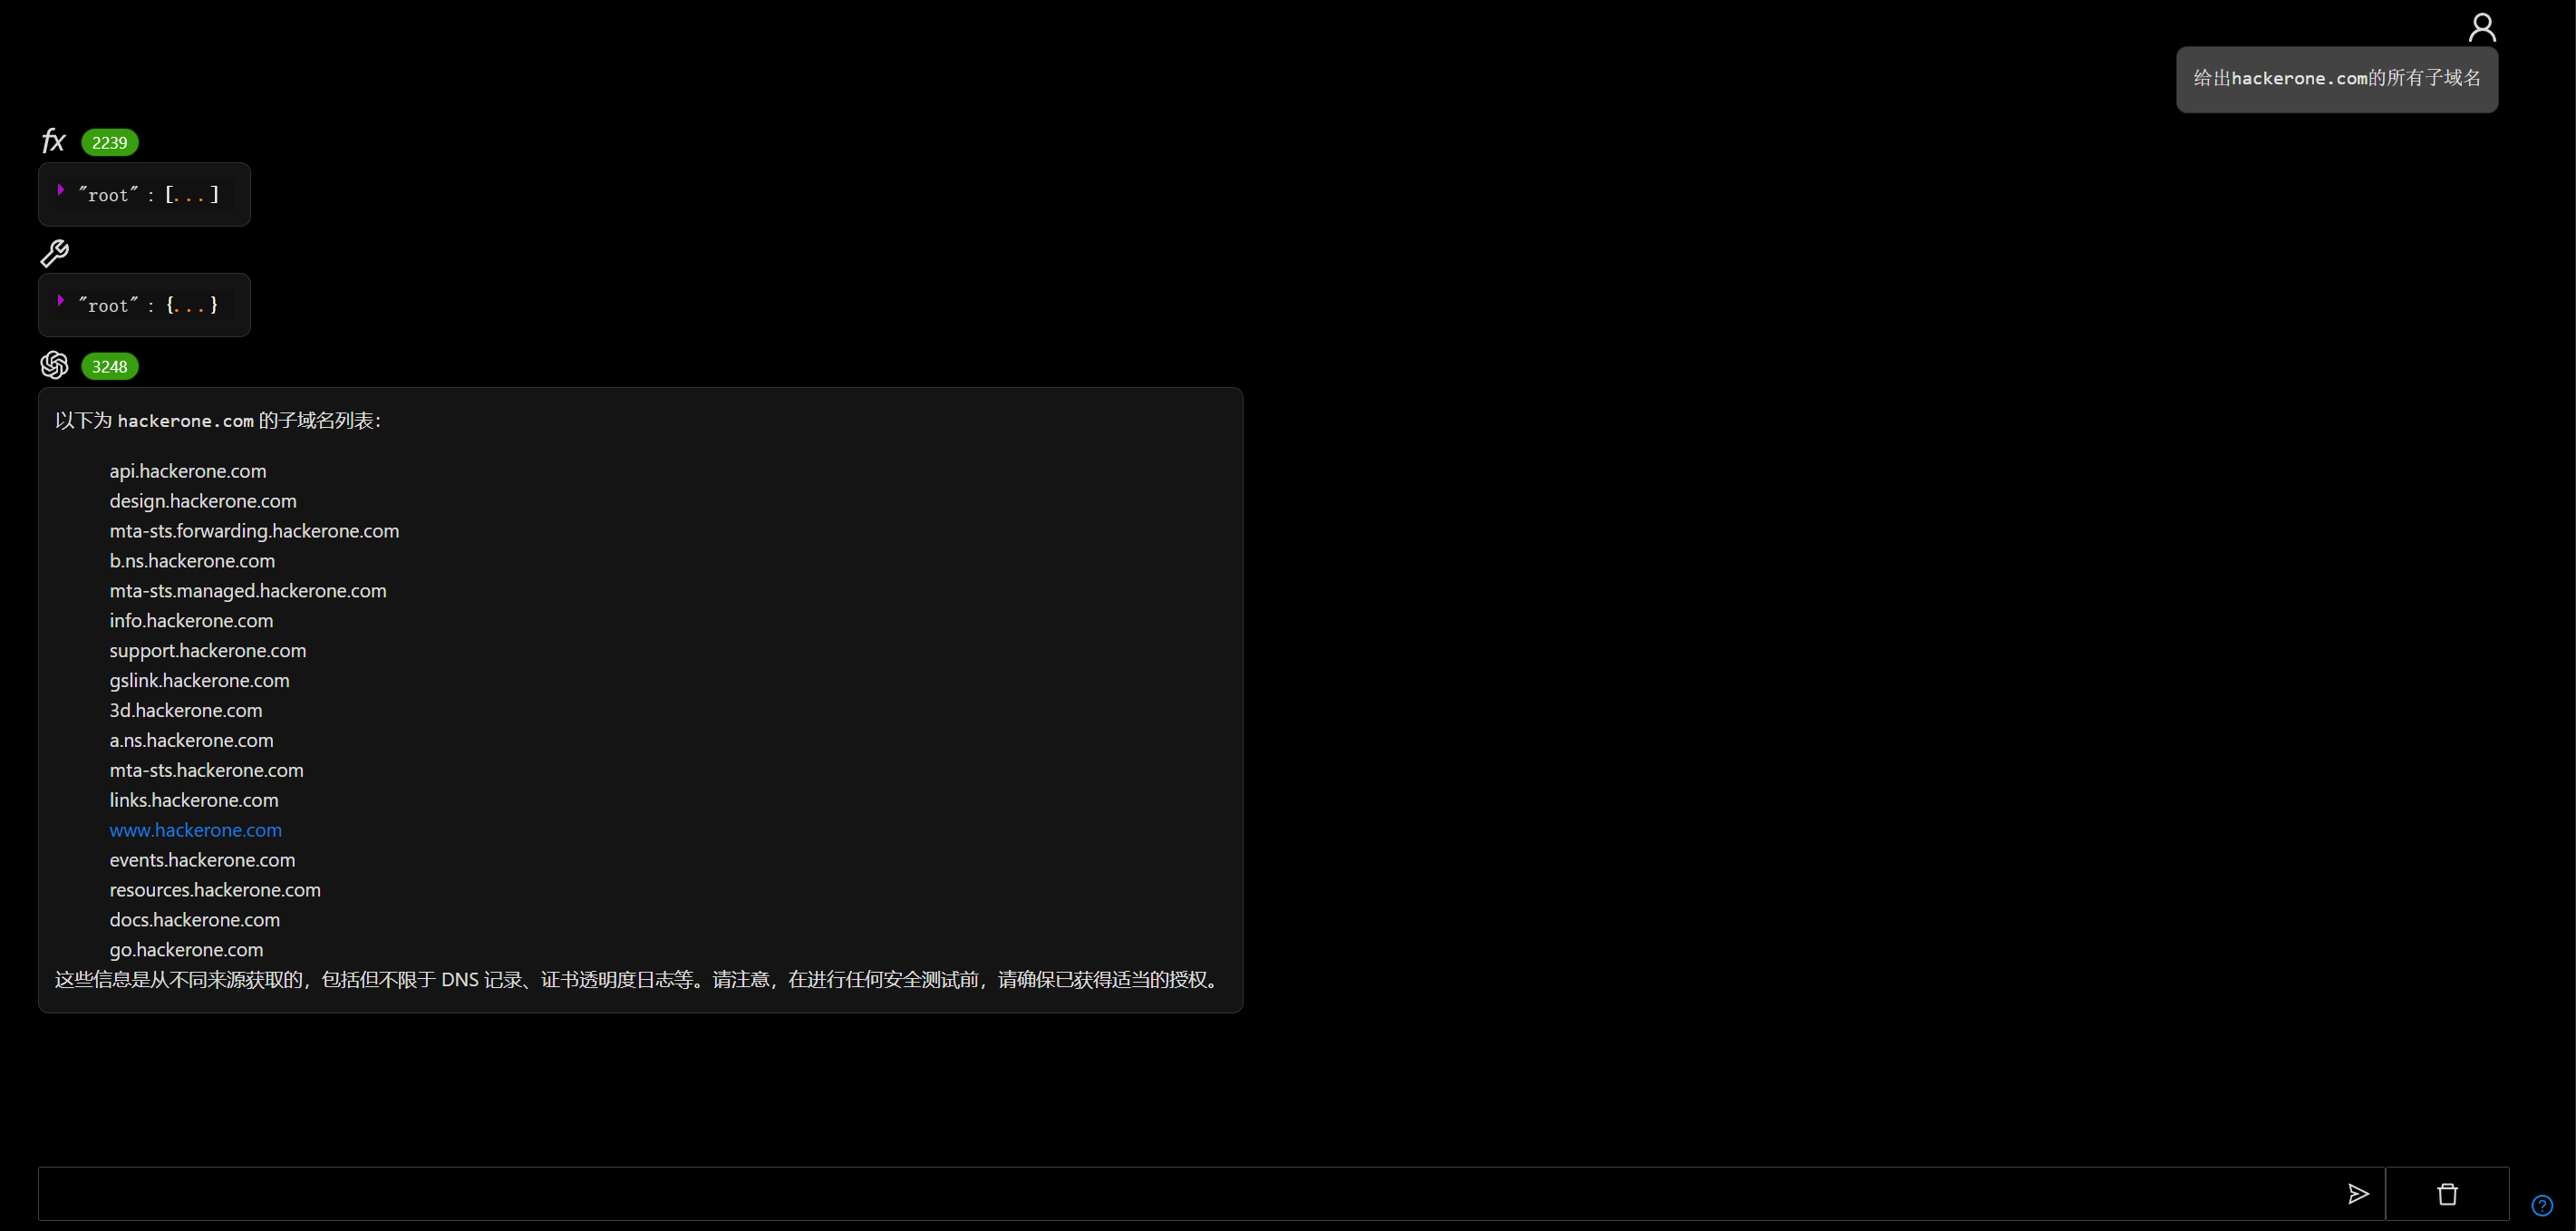 给出hackerone.com的所有子域名
fx 2239
"root" : [...]
"root" : {...}
3248
以下为 hackerone.com 的子域名列表：
api.hackerone.com
design.hackerone.com
mta-sts.forwarding.hackerone.com
b.ns.hackerone.com
mta-sts.managed.hackerone.com
info.hackerone.com
support.hackerone.com
gslink.hackerone.com
3d.hackerone.com
a.ns.hackerone.com
mta-sts.hackerone.com
links.hackerone.com
www.hackerone.com
events.hackerone.com
resources.hackerone.com
docs.hackerone.com
go.hackerone.com
这些信息是从不同来源获取的，包括但不限于 DNS 记录、证书透明度日志等。请注意，在进行任何安全测试前，请确保已获得适当的授权。